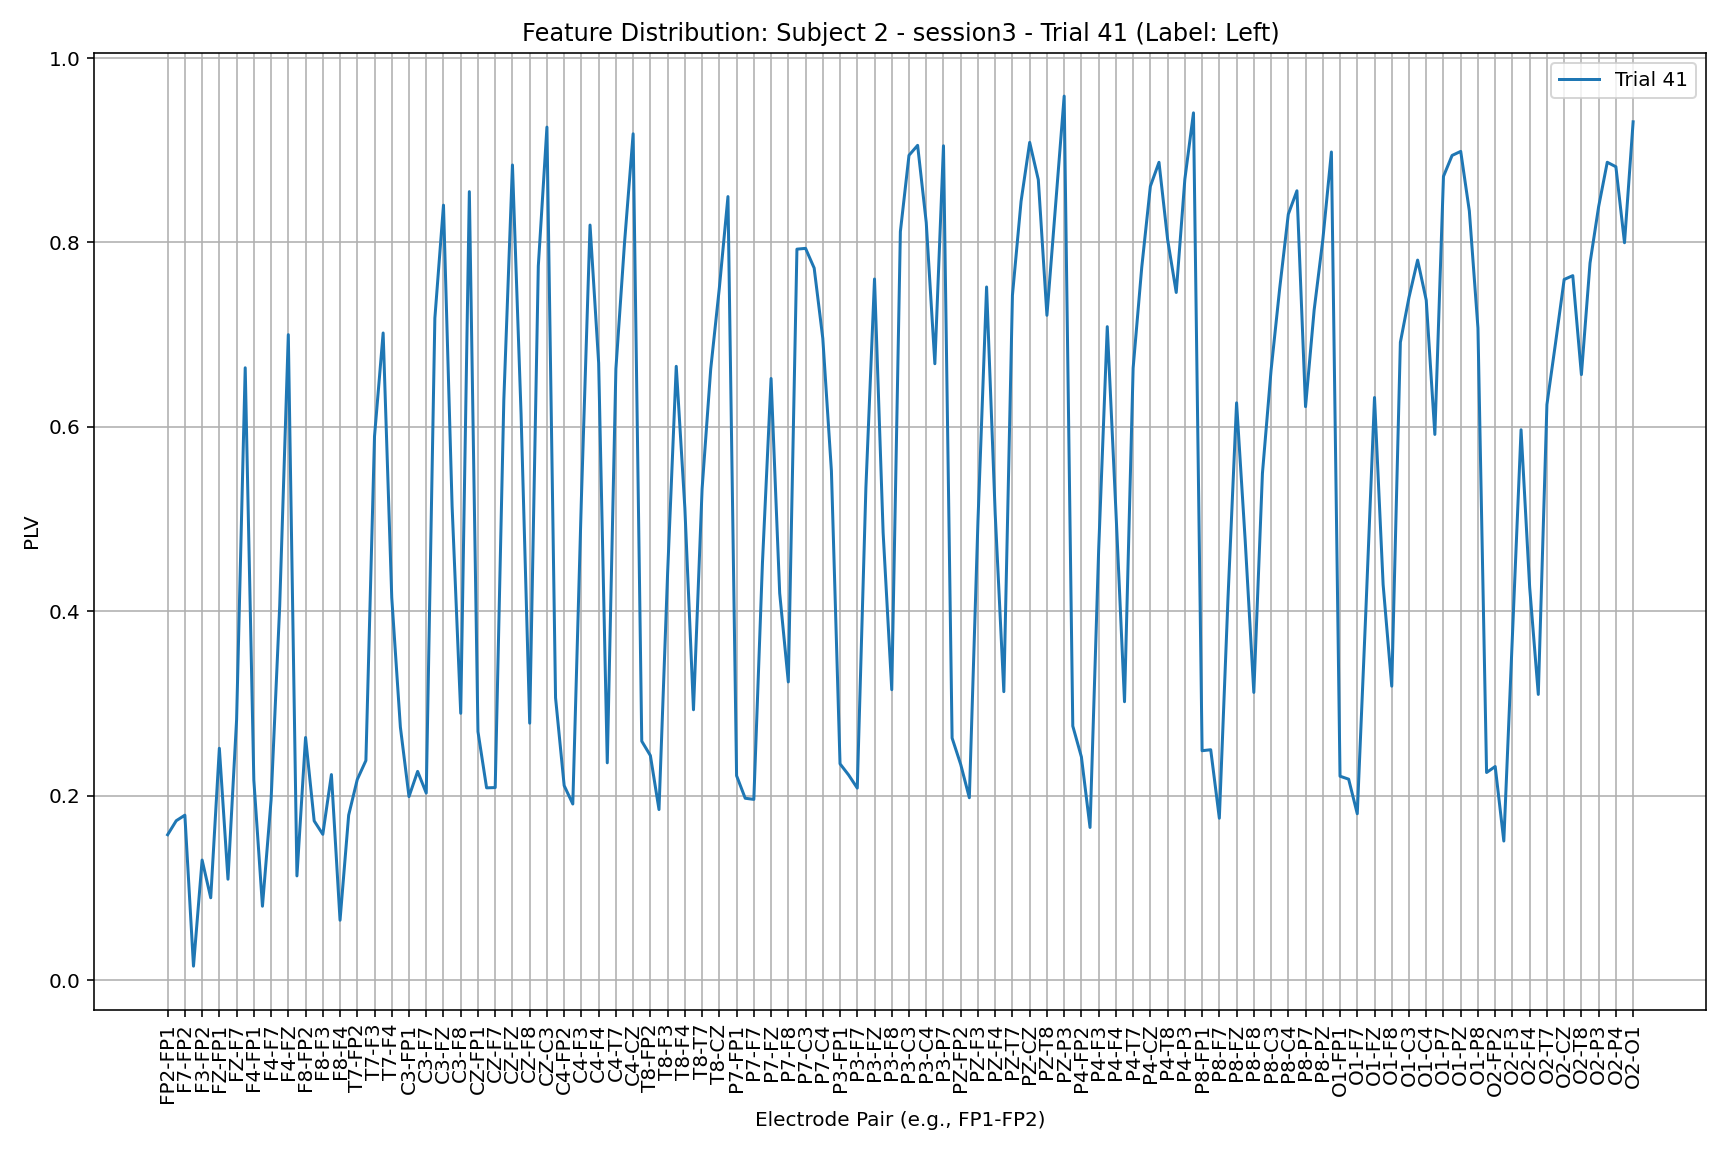 Feature Distribution: Subject 2 - session3 - Trial 41 (Label: Left)
Trial 41
PLV
1.0
0.8
0.6
0.4
0.2
0.0
FP2-FP1
F7-FP2
F3-FP2
FZ-FP1
FZ-F7
F4-FP1
F4-F7
F4-FZ
F8-FP2
F8-F3
F8-F4
T7-FP2
T7-F3
T7-F4
C3-FP1
C3-F7
C3-FZ
C3-F8
CZ-FP1
CZ-F7
CZ-FZ
CZ-F8
CZ-C3
C4-FP2
C4-F3
C4-F4
C4-T7
C4-CZ
T8-FP2
T8-F3
T8-F4
T8-T7
T8-CZ
P7-FP1
P7-F7
P7-FZ
P7-F8
P7-C3
P7-C4
P3-FP1
P3-F7
P3-FZ
P3-F8
P3-C3
P3-C4
P3-P7
PZ-FP2
PZ-F3
PZ-F4
PZ-T7
PZ-CZ
PZ-T8
PZ-P3
P4-FP2
P4-F3
P4-F4
P4-T7
P4-CZ
P4-T8
P4-P3
P8-FP1
P8-F7
P8-FZ
P8-F8
P8-C3
P8-C4
P8-P7
P8-PZ
O1-FP1
O1-F7
O1-FZ
O1-F8
O1-C3
O1-C4
O1-P7
O1-PZ
O1-P8
O2-FP2
O2-F3
O2-F4
O2-T7
O2-CZ
O2-T8
O2-P3
O2-P4
O2-O1
Electrode Pair (e.g., FP1-FP2)